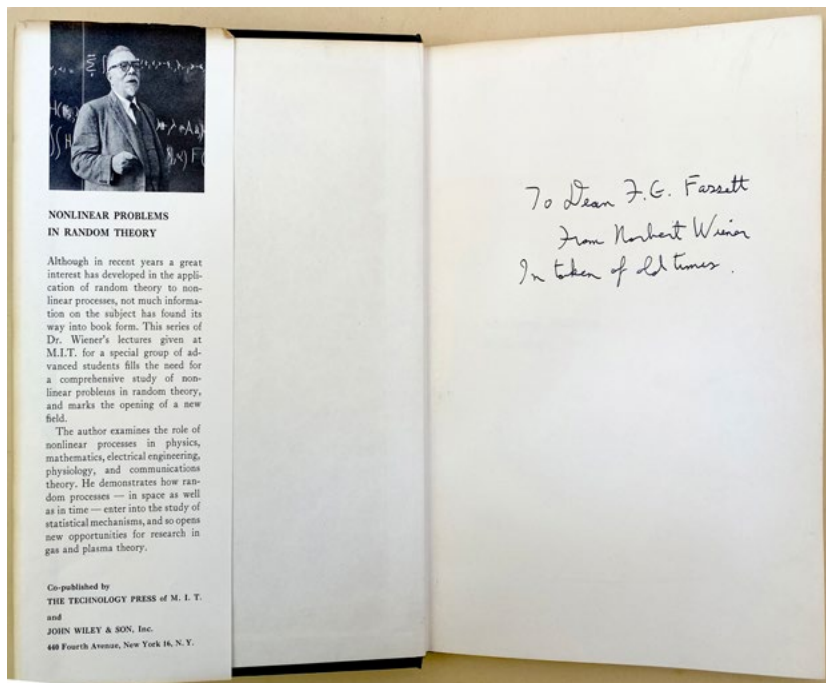 NONLINEAR PROBLEMS
IN RANDOM THEORY
Although in recent years a great
interest has developed in the appli-
cation of random theory to non-
linear processes, not much informa-
tion on the subject has found its
way into book form. This series of
Dr. Wiener's lectures given at
M.I.T. for a special group of ad-
vanced students fills the need for
a comprehensive study of non-
linear problems in random theory,
and marks the opening of a new
field.
The author examines the role of
nonlinear processes in physics,
mathematics, electrical engineering,
physiology, and communications
theory. He demonstrates how ran-
dom processes — in space as well
as in time — enter into the study of
statistical mechanisms, and so opens
new opportunities for research in
gas and plasma theory.
Co-published by
THE TECHNOLOGY PRESS of M. I. T.
and
JOHN WILEY & SON, Inc.
440 Fourth Avenue, New York 16, N. Y.
To Dean F.G. Fassett
From Norbert Wiener
In token of old times.